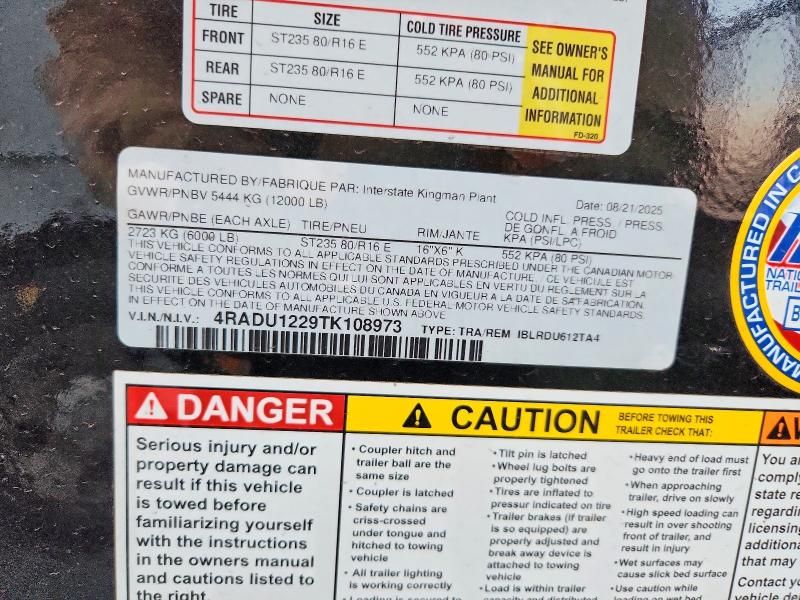 TIRE SIZE COLD TIRE PRESSURE
FRONT ST235 80/R16 E 552 KPA (80 PSI)
REAR ST235 80/R16 E 552 KPA (80 PSI)
SPARE NONE NONE
SEE OWNER'S
MANUAL FOR
ADDITIONAL
INFORMATION
FD-320
MANUFACTURED BY/FABRIQUE PAR: Interstate Kingman Plant
GVWR/PNBV 5444 KG (12000 LB) Date: 08/21/2025
GAWR/PNBE (EACH AXLE) TIRE/PNEU RIM/JANTE COLD INFL. PRESS. / PRESS.
DE GONFL A FROID
KPA (PSI/LPC)
2723 KG (6000 LB) ST235 80/R16 E 16"X6" K 552 KPA (80 PSI)
THIS VEHICLE CONFORMS TO ALL APPLICABLE STANDARDS PRESCRIBED UNDER THE CANADIAN MOTOR
VEHICLE SAFETY REGULATIONS IN EFFECT ON THE DATE OF MANUFACTURE / CE VEHICULE EST
CONFORME A TOUTES LES NORMES QUI LUI SONT APPLICABLES EN VERTU DU REGLEMENT SUR LA
SECURITE DES VEHICULES AUTOMOBILES DU CANADA EN VIGUEUR A LA DATE DE SA FABRICATION.
THIS VEHICLE CONFORMS TO ALL APPLICABLE U.S. FEDERAL MOTOR VEHICLE SAFETY STANDARDS
IN EFFECT ON THE DATE OF MANUFACTURE SHOWN ABOVE
V.I.N./N.I.V.: 4RADU1229TK108973 TYPE: TRA/REM IBLRDU612TA4
MANUFACTURED IN
DANGER
Serious injury and/or
property damage can
result if this vehicle
is towed before
familiarizing yourself
with the instructions
in the owners manual
and cautions listed to
the right.
CAUTION BEFORE TOWING THIS
TRAILER CHECK THAT:
• Coupler hitch and
trailer ball are the
same size
• Coupler is latched
• Safety chains are
criss-crossed
under tongue and
hitched to towing
vehicle
• All trailer lighting
is working correctly
• Loading is secured to
• Tilt pin is latched
• Wheel lug bolts are
properly tightened
• Tires are inflated to
pressur indicated on tire
• Trailer brakes (if trailer
is so equipped) are
properly adjusted and
break away device is
attached to towing
vehicle
• Load is within trailer
capacity and distributed
• Heavy end of load must
go onto the trailer first
• When approaching
trailer, drive on slowly
• High speed loading can
result in over shooting
front of trailer, and
result in injury
• Wet surfaces may
cause slick bed surface
• Use caution while
loading on wet bed
You
comply
state
licensing
additional
that may
Contact
vehicle